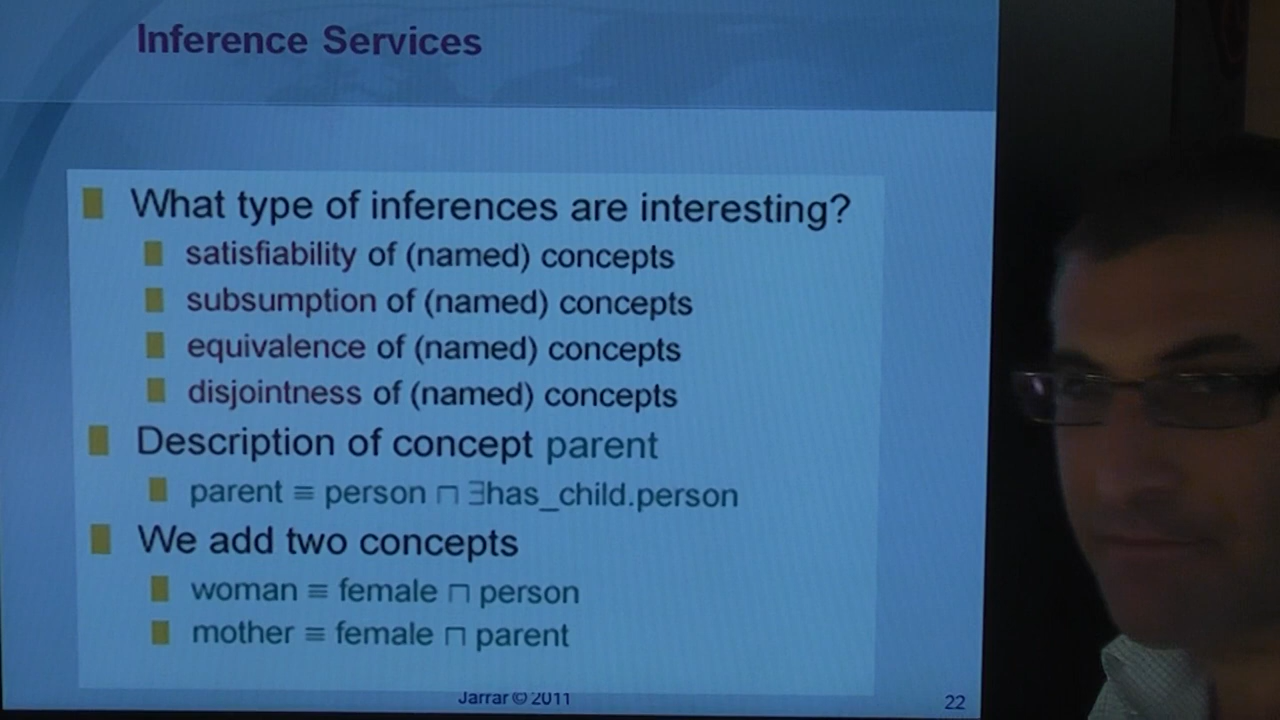 Inference Services
What type of inferences are interesting?
satisfiability of (named) concepts
subsumption of (named) concepts
equivalence of (named) concepts
disjointness of (named) concepts
Description of concept parent
parent ≡ person ⊓ ∃has_child.person
We add two concepts
woman ≡ female ⊓ person
mother ≡ female ⊓ parent
Jarrar © 2011
22